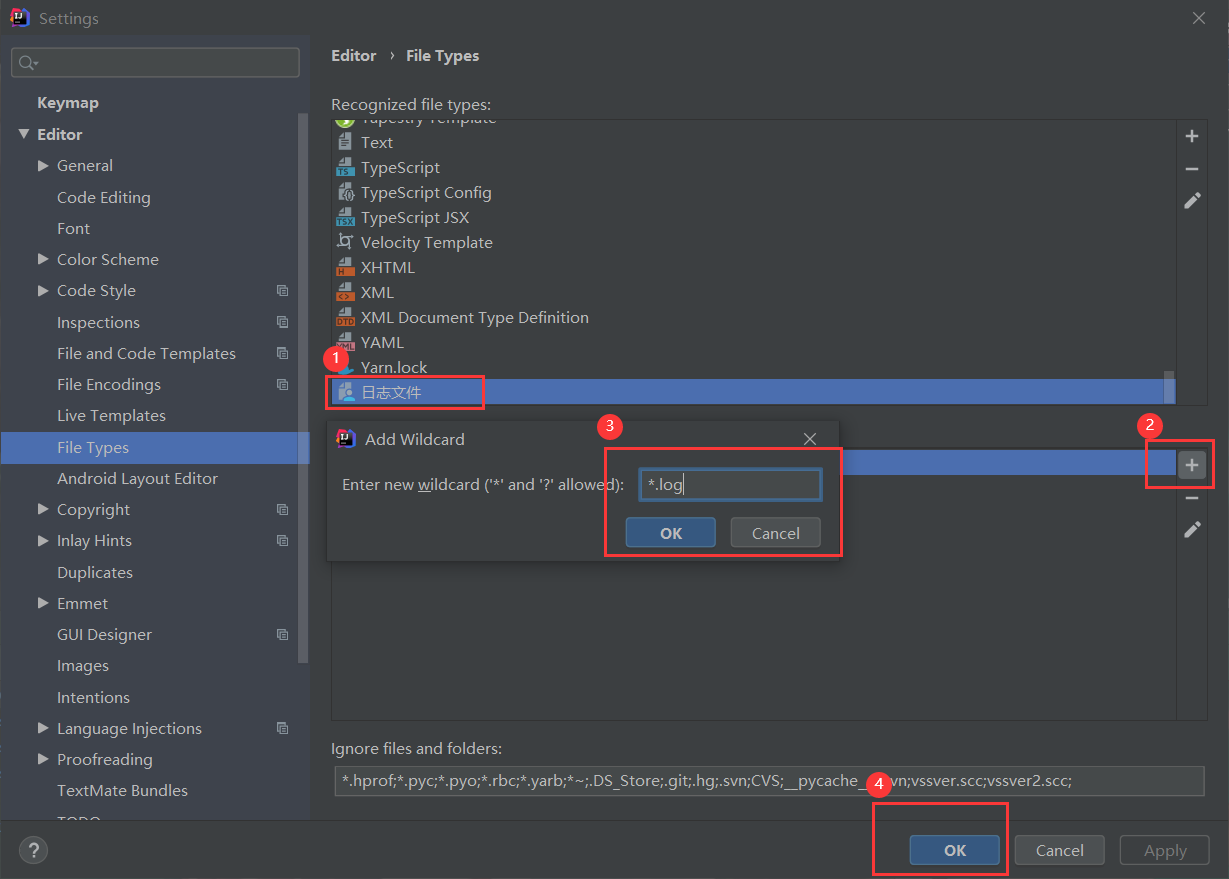 Settings
Keymap
Editor
General
Code Editing
Font
Color Scheme
Code Style
Inspections
File and Code Templates
File Encodings
Live Templates
File Types
Android Layout Editor
Copyright
Inlay Hints
Duplicates
Emmet
GUI Designer
Images
Intentions
Language Injections
Proofreading
TextMate Bundles
TODO
Editor › File Types
Recognized file types:
Tapestry Template
Text
TypeScript
TypeScript Config
TypeScript JSX
Velocity Template
XHTML
XML
XML Document Type Definition
YAML
1
Yarn.lock
日志文件
2
3
Add Wildcard
Enter new wildcard ('*' and '?' allowed): *.log
OK Cancel
Ignore files and folders:
*.hprof;*.pyc;*.pyo;*.rbc;*.yarb;*~;.DS_Store;.git;.hg;.svn;CVS;__pycache_ vn;vssver.scc;vssver2.scc;
4
? OK Cancel Apply